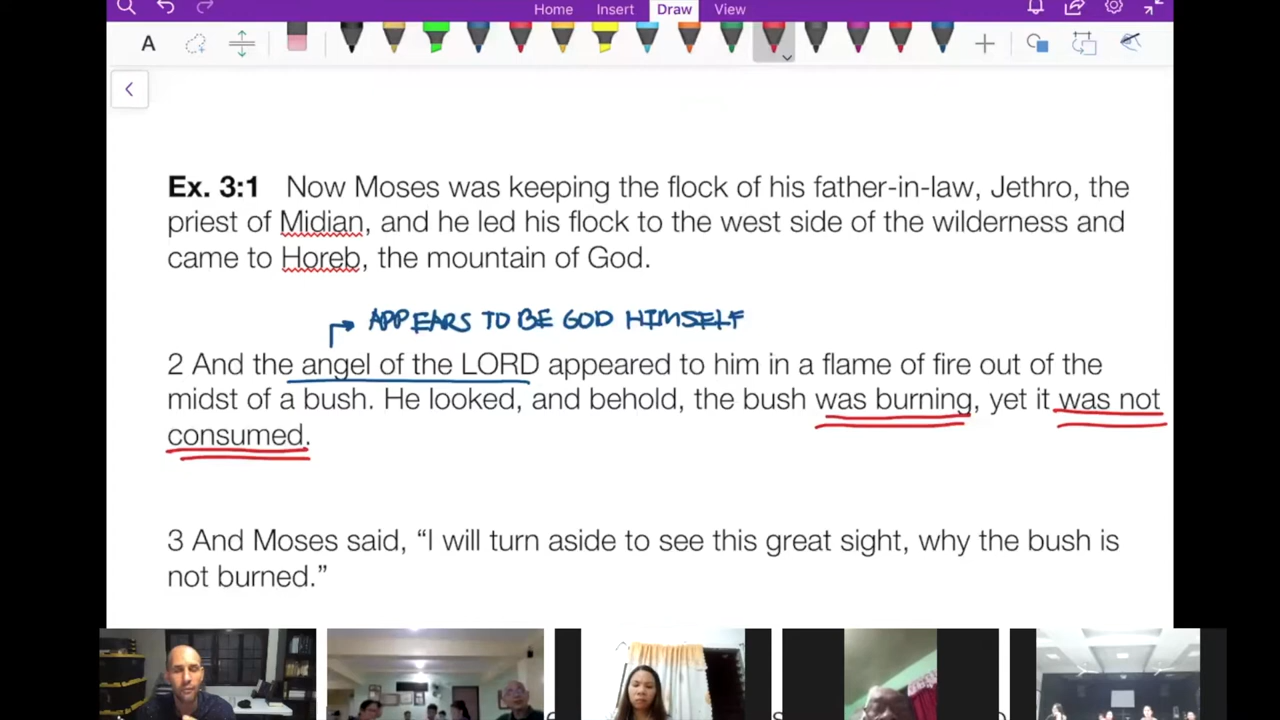 Home Insert Draw View
A
Ex. 3:1 Now Moses was keeping the flock of his father-in-law, Jethro, the
priest of Midian, and he led his flock to the west side of the wilderness and
came to Horeb, the mountain of God.
APPEARS TO BE GOD HIMSELF
2 And the angel of the LORD appeared to him in a flame of fire out of the
midst of a bush. He looked, and behold, the bush was burning, yet it was not
consumed.
3 And Moses said, “I will turn aside to see this great sight, why the bush is
not burned.”